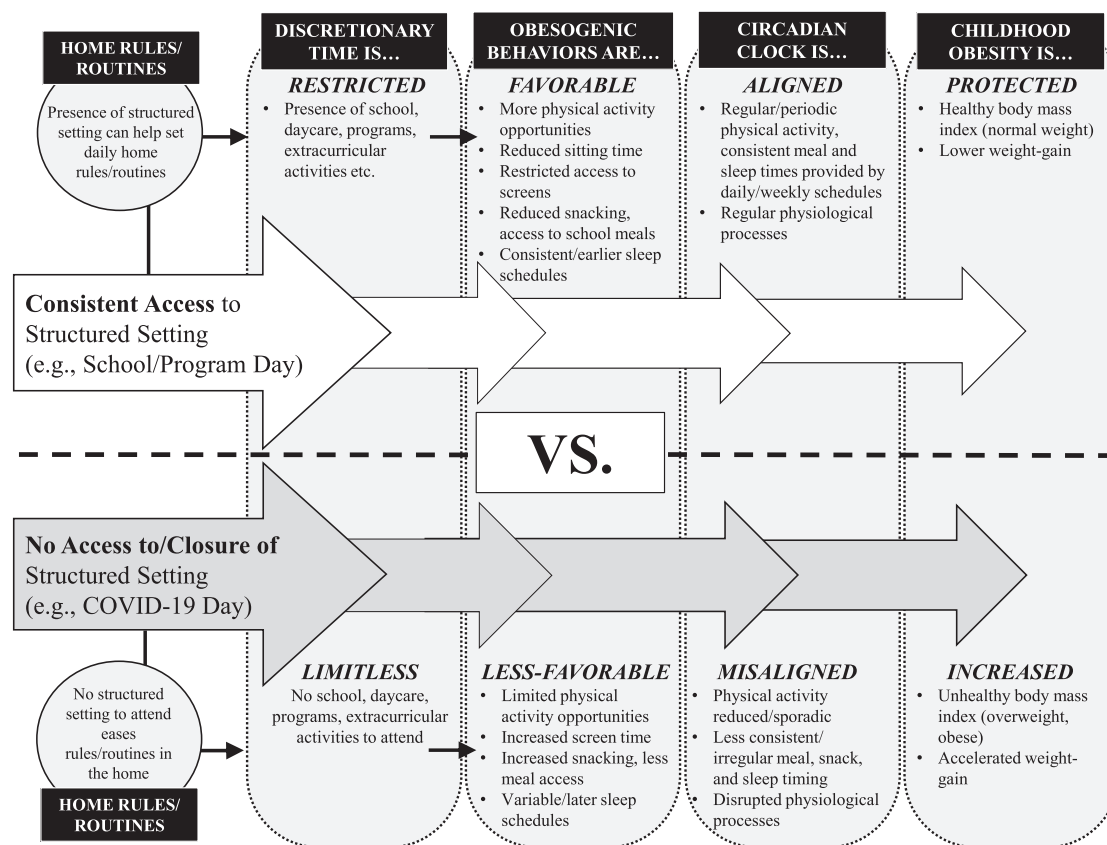 HOME RULES/
ROUTINES
Presence of structured
setting can help set
daily home
rules/routines
DISCRETIONARY
TIME IS…
RESTRICTED
• Presence of school,
daycare, programs,
extracurricular
activities etc.
OBESOGENIC
BEHAVIORS ARE…
FAVORABLE
• More physical activity
opportunities
• Reduced sitting time
• Restricted access to
screens
• Reduced snacking,
access to school meals
• Consistent/earlier sleep
schedules
CIRCADIAN
CLOCK IS…
ALIGNED
• Regular/periodic
physical activity,
consistent meal and
sleep times provided by
daily/weekly schedules
• Regular physiological
processes
CHILDHOOD
OBESITY IS…
PROTECTED
• Healthy body mass
index (normal weight)
• Lower weight-gain
Consistent Access to
Structured Setting
(e.g., School/Program Day)
VS.
No Access to/Closure of
Structured Setting
(e.g., COVID-19 Day)
No structured
setting to attend
eases
rules/routines in
the home
HOME RULES/
ROUTINES
LIMITLESS
No school, daycare,
programs, extracurricular
activities to attend
LESS-FAVORABLE
• Limited physical
activity opportunities
• Increased screen time
• Increased snacking, less
meal access
• Variable/later sleep
schedules
MISALIGNED
• Physical activity
reduced/sporadic
• Less consistent/
irregular meal, snack,
and sleep timing
• Disrupted physiological
processes
INCREASED
• Unhealthy body mass
index (overweight,
obese)
• Accelerated weight-
gain